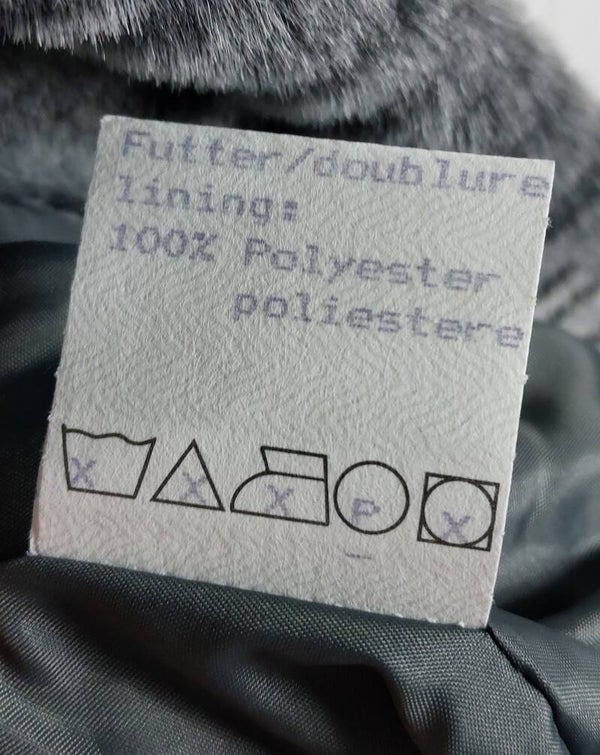 Futter/doublure
lining:
100% Polyester
poliestere
X X X P X